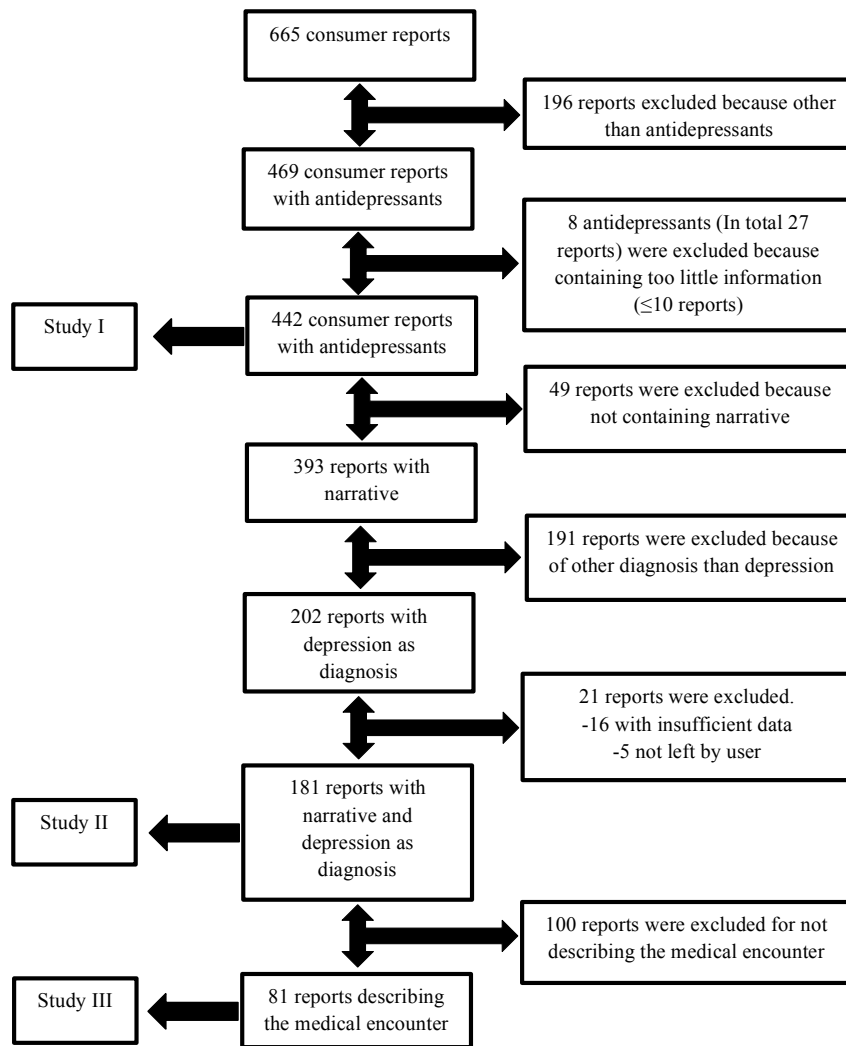 665 consumer reports
196 reports excluded because other
than antidepressants
469 consumer reports
with antidepressants
8 antidepressants (In total 27
reports) were excluded because
containing too little information
(≤10 reports)
Study I
442 consumer reports
with antidepressants
49 reports were excluded because
not containing narrative
393 reports with
narrative
191 reports were excluded because
of other diagnosis than depression
202 reports with
depression as
diagnosis
21 reports were excluded.
-16 with insufficient data
-5 not left by user
Study II
181 reports with
narrative and
depression as
diagnosis
100 reports were excluded for not
describing the medical encounter
Study III
81 reports describing
the medical encounter